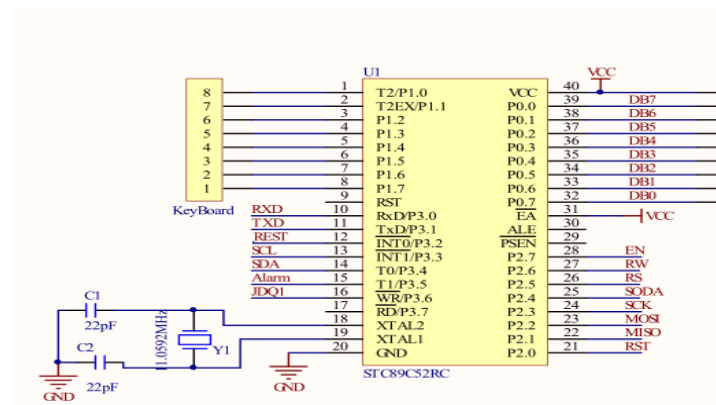 U1
VCC
8 1 T2/P1.0 VCC 40
7 2 T2EX/P1.1 P0.0 39 DB7
6 3 P1.2 P0.1 38 DB6
5 4 P1.3 P0.2 37 DB5
4 5 P1.4 P0.3 36 DB4
3 6 P1.5 P0.4 35 DB3
2 7 P1.6 P0.5 34 DB2
1 8 P1.7 P0.6 33 DB1
9 RST P0.7 32 DB0
KeyBoard
RXD 10 RxD/P3.0 EA 31 VCC
TXD 11 TxD/P3.1 ALE 30
REST 12 INT0/P3.2 PSEN 29
SCL 13 INT1/P3.3 P2.7 28 EN
SDA 14 T0/P3.4 P2.6 27 RW
Alarm 15 T1/P3.5 P2.5 26 RS
JDQ1 16 WR/P3.6 P2.4 25 SODA
17 RD/P3.7 P2.3 24 SCK
18 XTAL2 P2.2 23 MOSI
19 XTAL1 P2.1 22 MISO
20 GND P2.0 21 RST
STC89C52RC
C1
22pF
C2
22pF
11.0592MHz
Y1
GND
GND